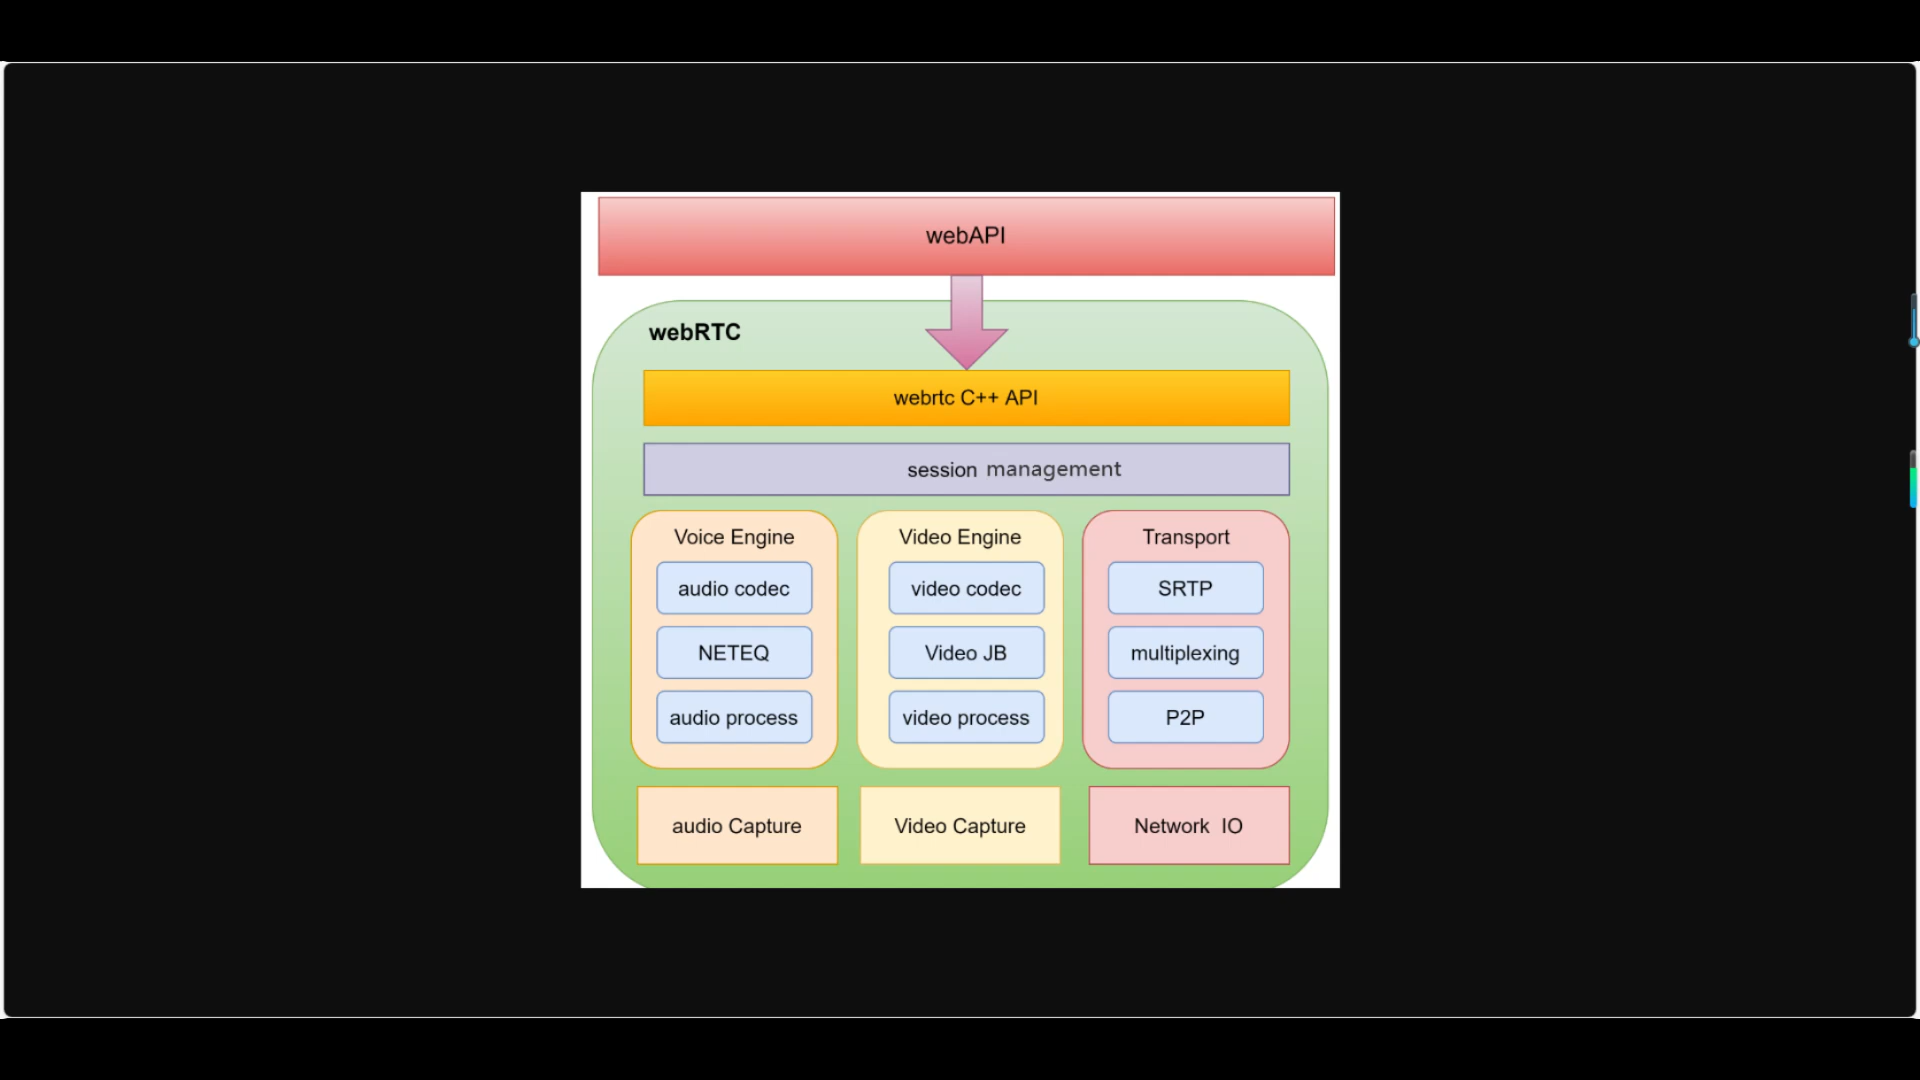 webAPI
webRTC
webrtc C++ API
session management
Voice Engine
audio codec
NETEQ
audio process
Video Engine
video codec
Video JB
video process
Transport
SRTP
multiplexing
P2P
audio Capture
Video Capture
Network IO